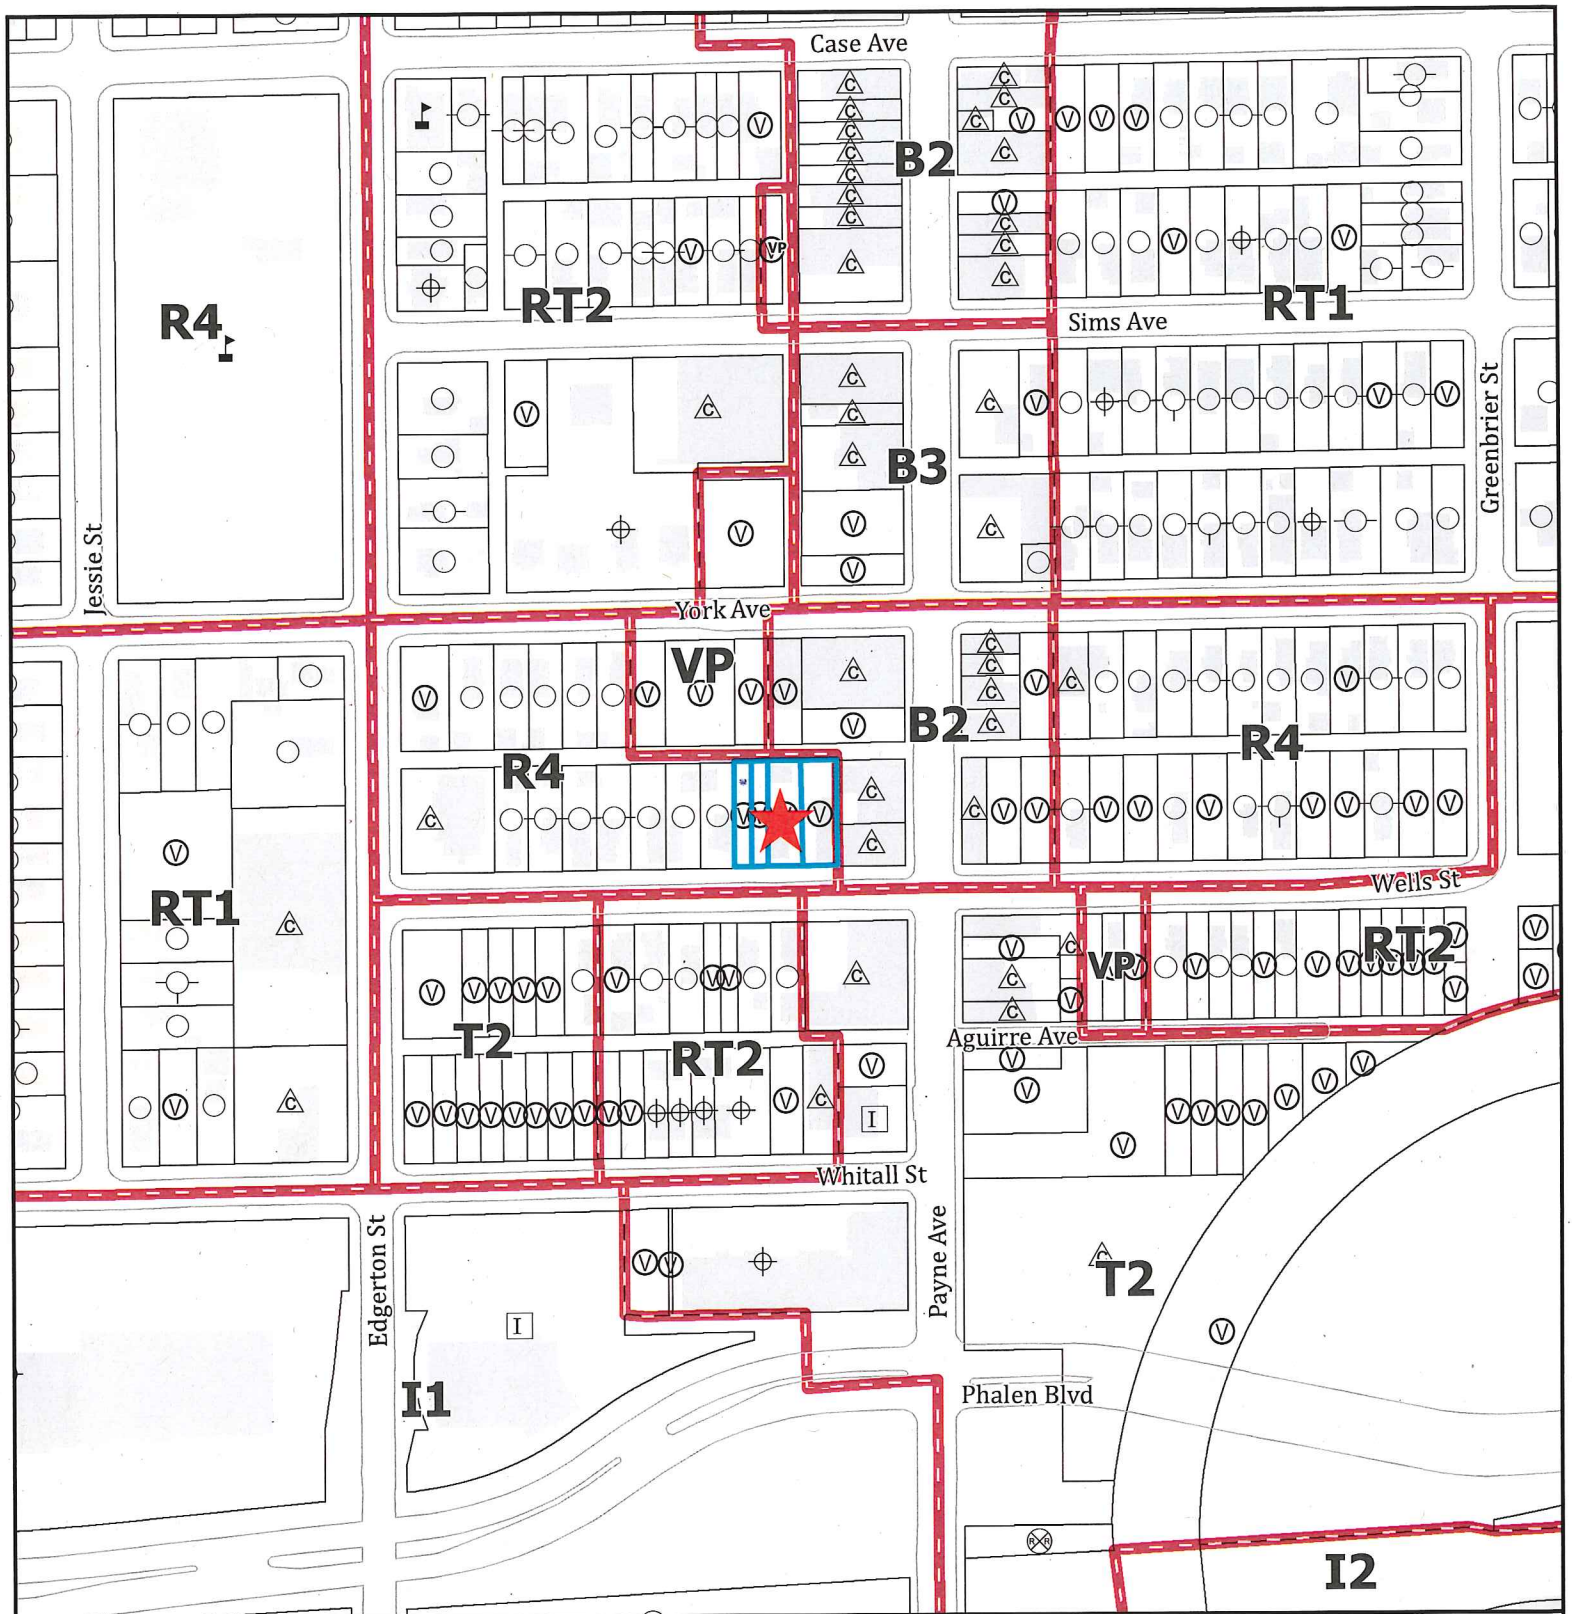 Case Ave
B2
R4
RT2
VP
RT1
Sims Ave
Greenbrier St
B3
Jessie St
York Ave
VP
B2
R4
R4
Wells St
RT1
VP
RT2
T2
RT2
Aguirre Ave
Whitall St
Edgerton St
Payne Ave
T2
I
I
I1
Phalen Blvd
R R
I2